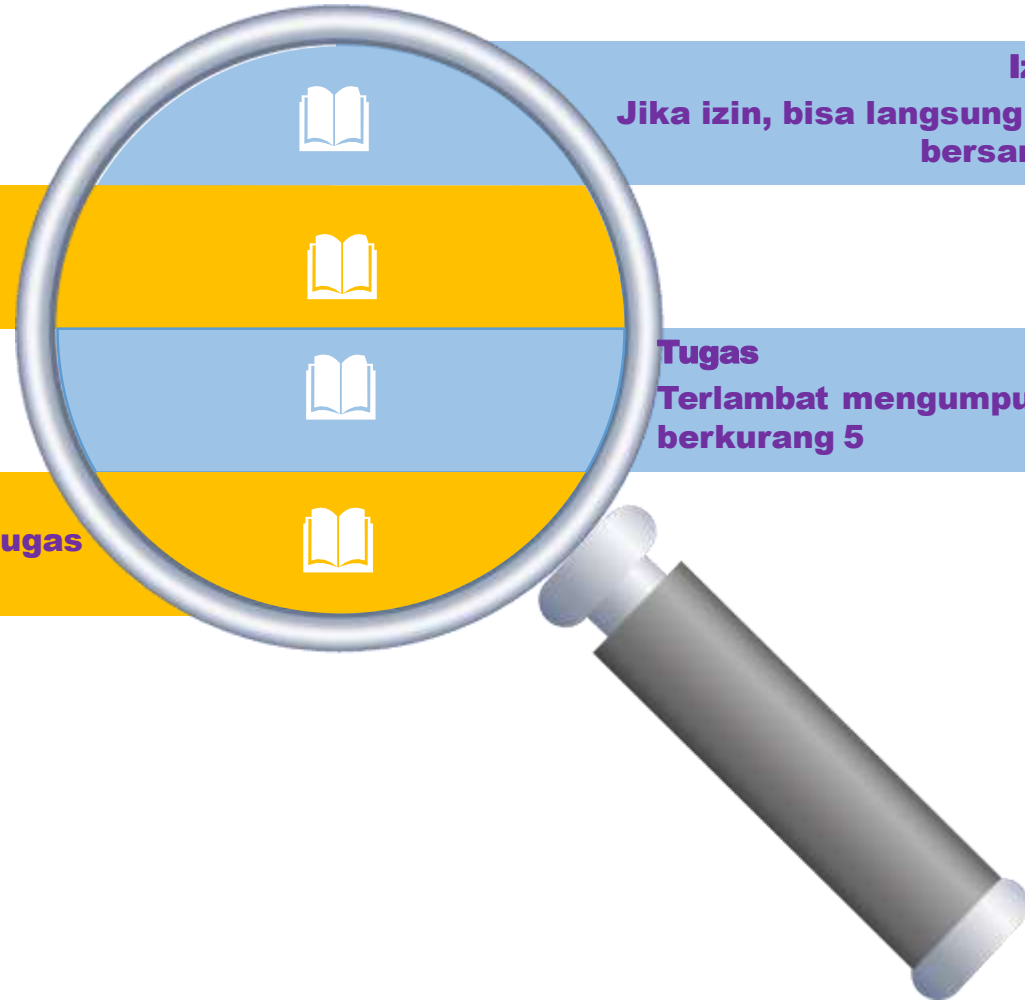 Jika izin, bisa langsung
Tugas
Terlambat mengumpu
berkurang 5
ugas